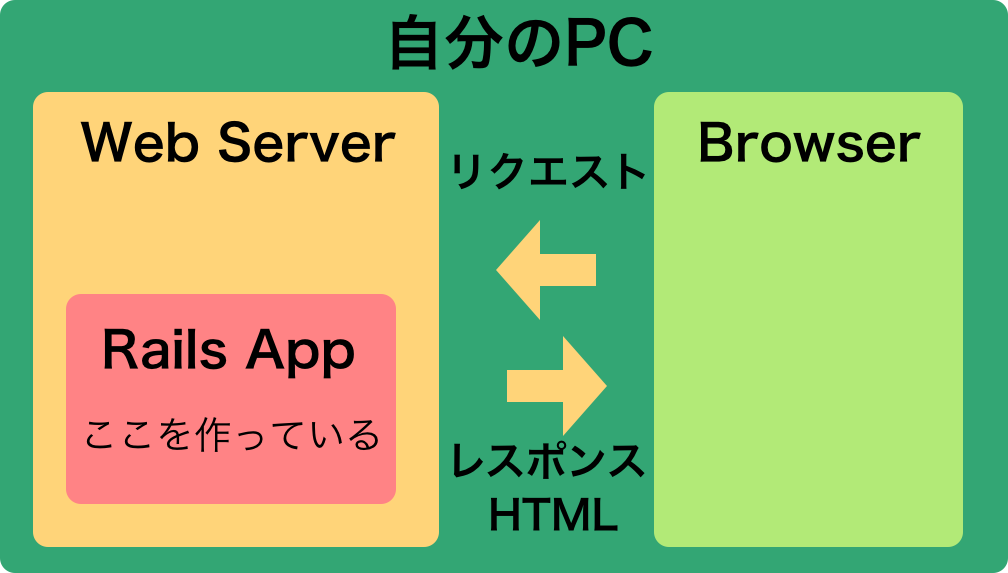 自分のPC
Web Server
リクエスト
Browser
Rails App
ここを作っている
レスポンス
HTML